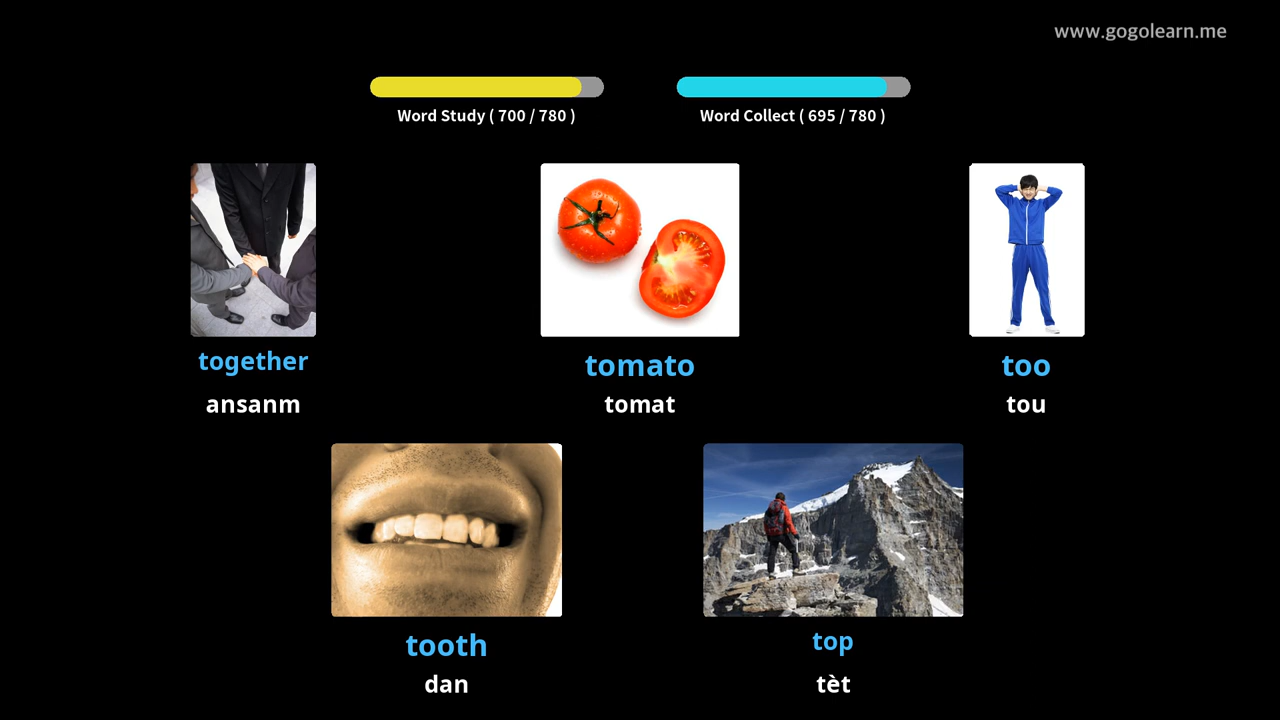 www.gogolearn.me
Word Study ( 700 / 780 )
Word Collect ( 695 / 780 )
together
ansanm
tomato
tomat
too
tou
tooth
dan
top
tèt